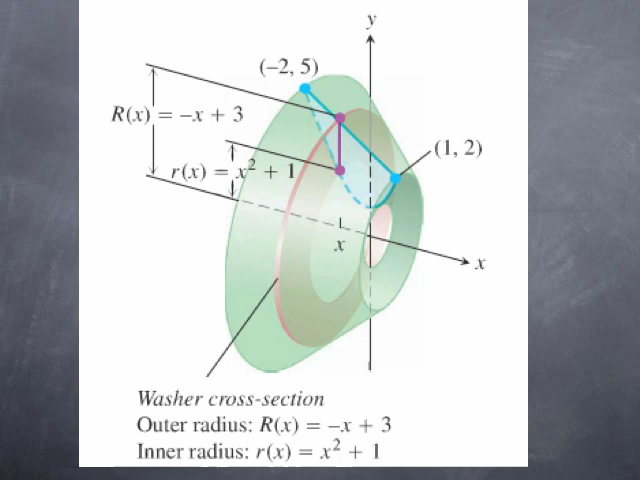 y
(−2, 5)
R(x) = −x + 3
(1, 2)
r(x) = x² + 1
x
x
Washer cross-section
Outer radius: R(x) = −x + 3
Inner radius: r(x) = x² + 1